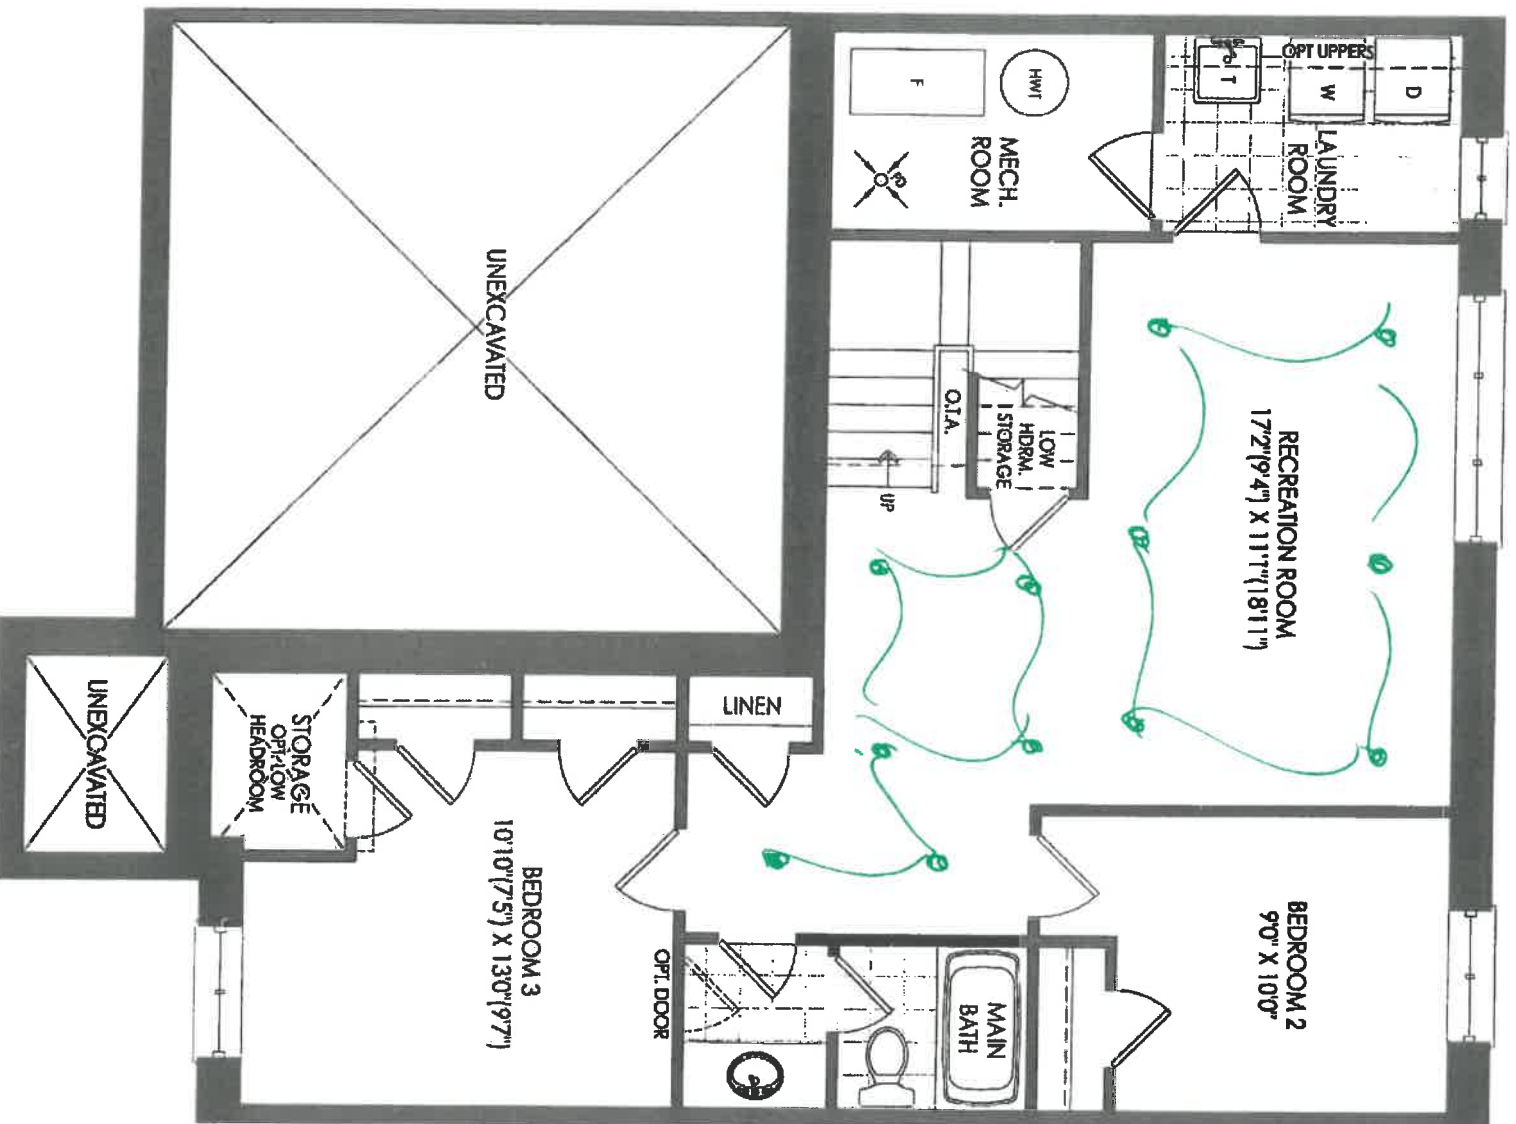 OPT UPPERS
T
W
D
LAUNDRY
ROOM
F
HWT
MECH.
ROOM
FD
UNEXCAVATED
O.T.A.
LOW
HDRM.
STORAGE
UP
RECREATION ROOM
17'2"(9'4") X 11'1"(18'11")
LINEN
STORAGE
OPT. LOW
HEADROOM
UNEXCAVATED
BEDROOM 3
10'10"(7'5") X 13'0"(9'7")
OPT. DOOR
MAIN
BATH
BEDROOM 2
9'0" X 10'0"